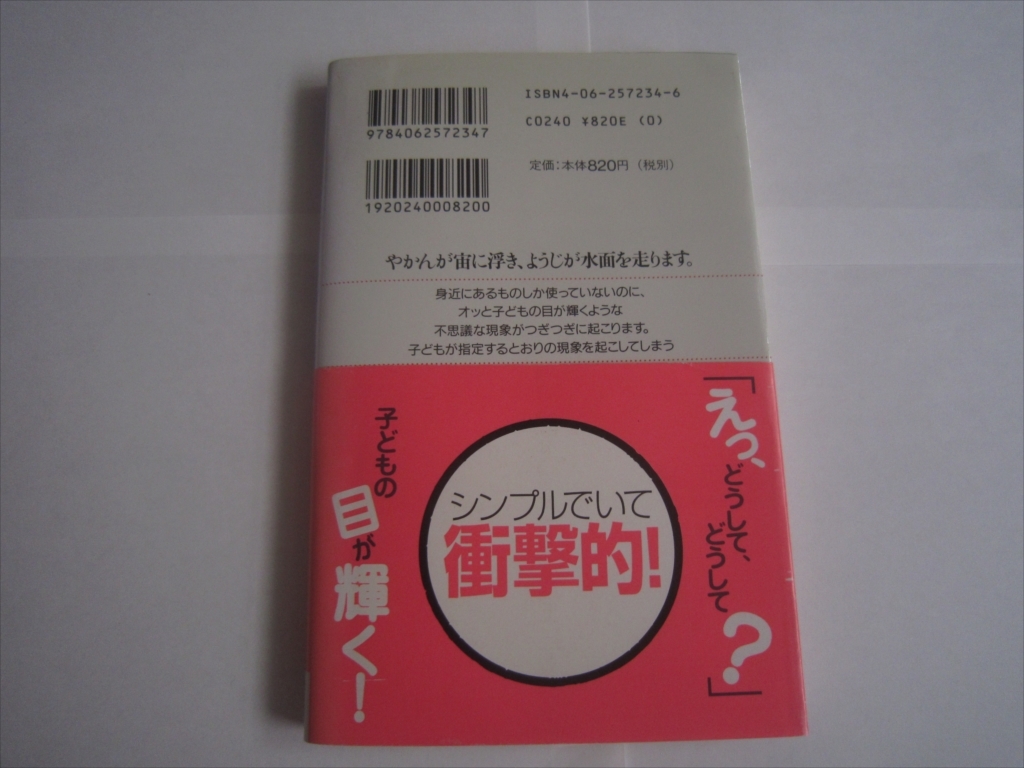 ISBN4-06-257234-6
9784062572347
C0240 ¥820E (0)
定価:本体820円(税別)
1920240008200
やかんが宙に浮き、ようじが水面を走ります。
身近にあるものしか使っていないのに、
オッと子どもの目が輝くような
不思議な現象がつぎつぎに起こります。
子どもが指定するとおりの現象を起こしてしまう
「えっ、
どうして、
どうして
?」
シンプルでいて
衝撃的!
子どもの
目が輝く!